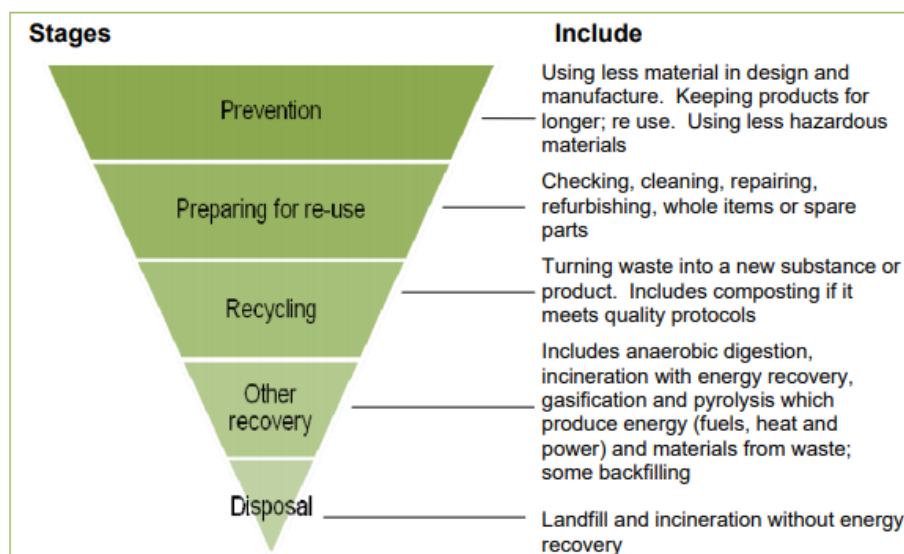 Stages
Include
Prevention
Using less material in design and
manufacture.  Keeping products for
longer; re use.  Using less hazardous
materials
Preparing for re-use
Checking, cleaning, repairing,
refurbishing, whole items or spare
parts
Recycling
Turning waste into a new substance or
product.  Includes composting if it
meets quality protocols
Other
recovery
Includes anaerobic digestion,
incineration with energy recovery,
gasification and pyrolysis which
produce energy (fuels, heat and
power) and materials from waste;
some backfilling
Disposal
Landfill and incineration without energy
recovery